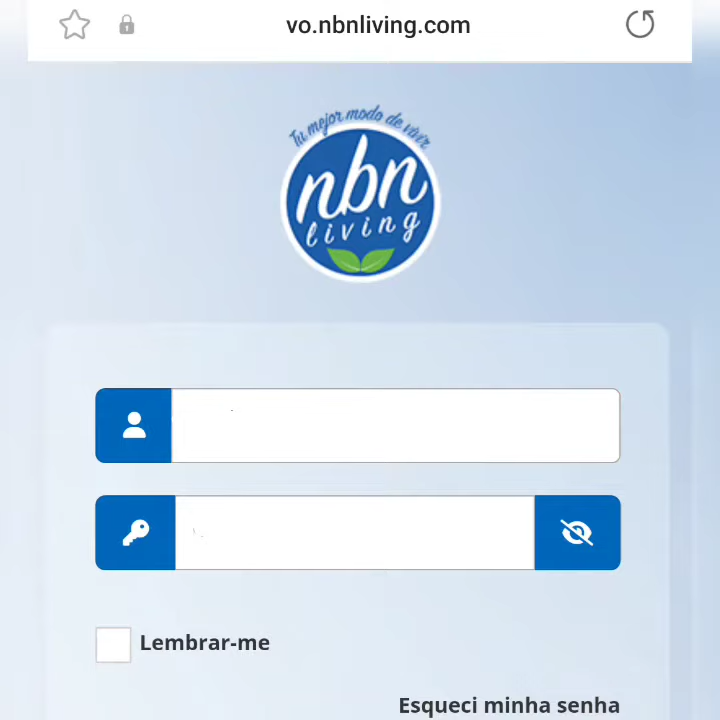 vo.nbnliving.com
Tu mejor modo de vivir
nbn
living
Lembrar-me
Esqueci minha senha